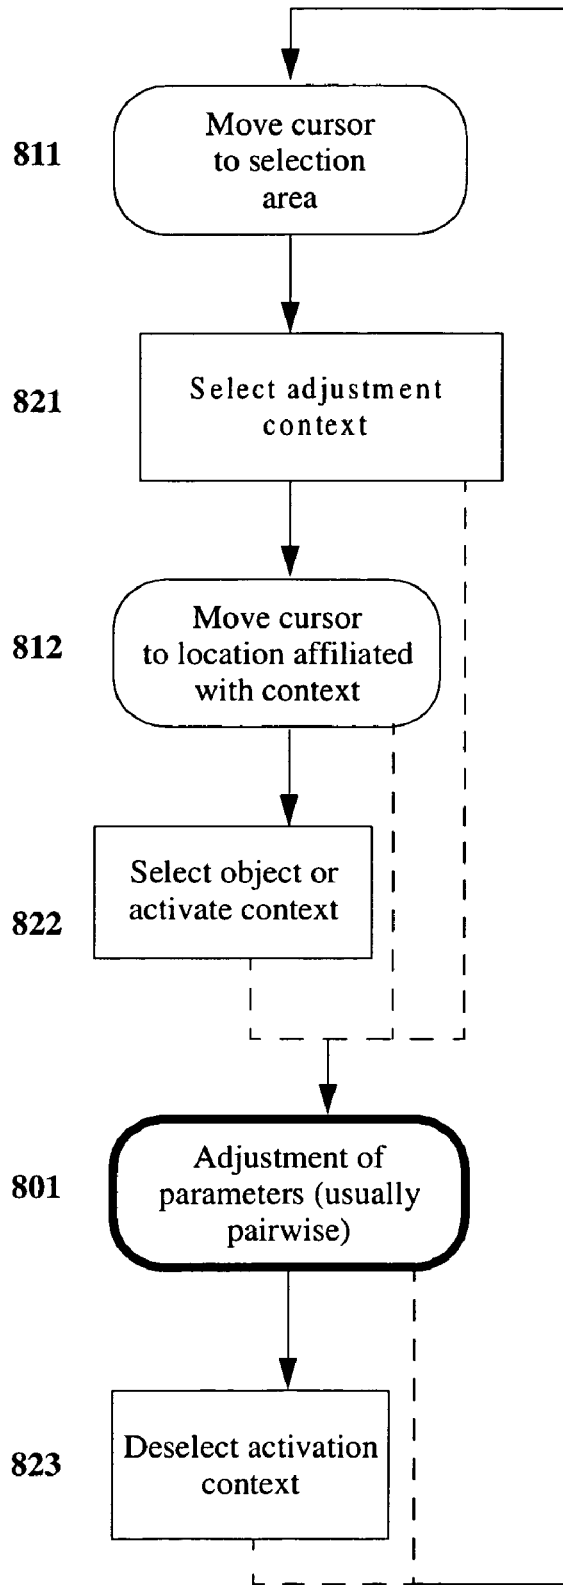 811
Move cursor
to selection
area
821
Select adjustment
context
812
Move cursor
to location affiliated
with context
822
Select object or
activate context
801
Adjustment of
parameters (usually
pairwise)
823
Deselect activation
context